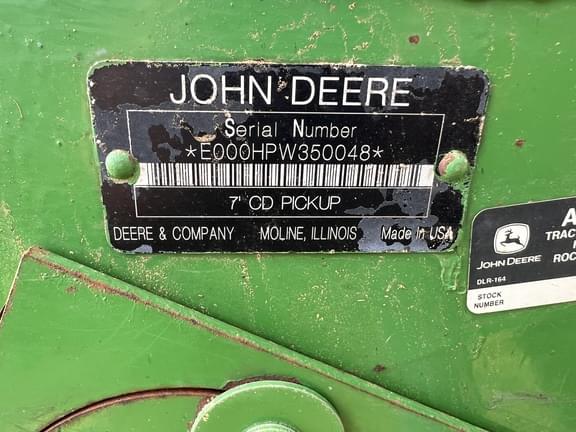 JOHN DEERE
Serial Number
*E000HPW350048*
7' CD PICKUP
DEERE & COMPANY MOLINE, ILLINOIS Made In USA
JOHN DEERE
DLR-164
STOCK
NUMBER